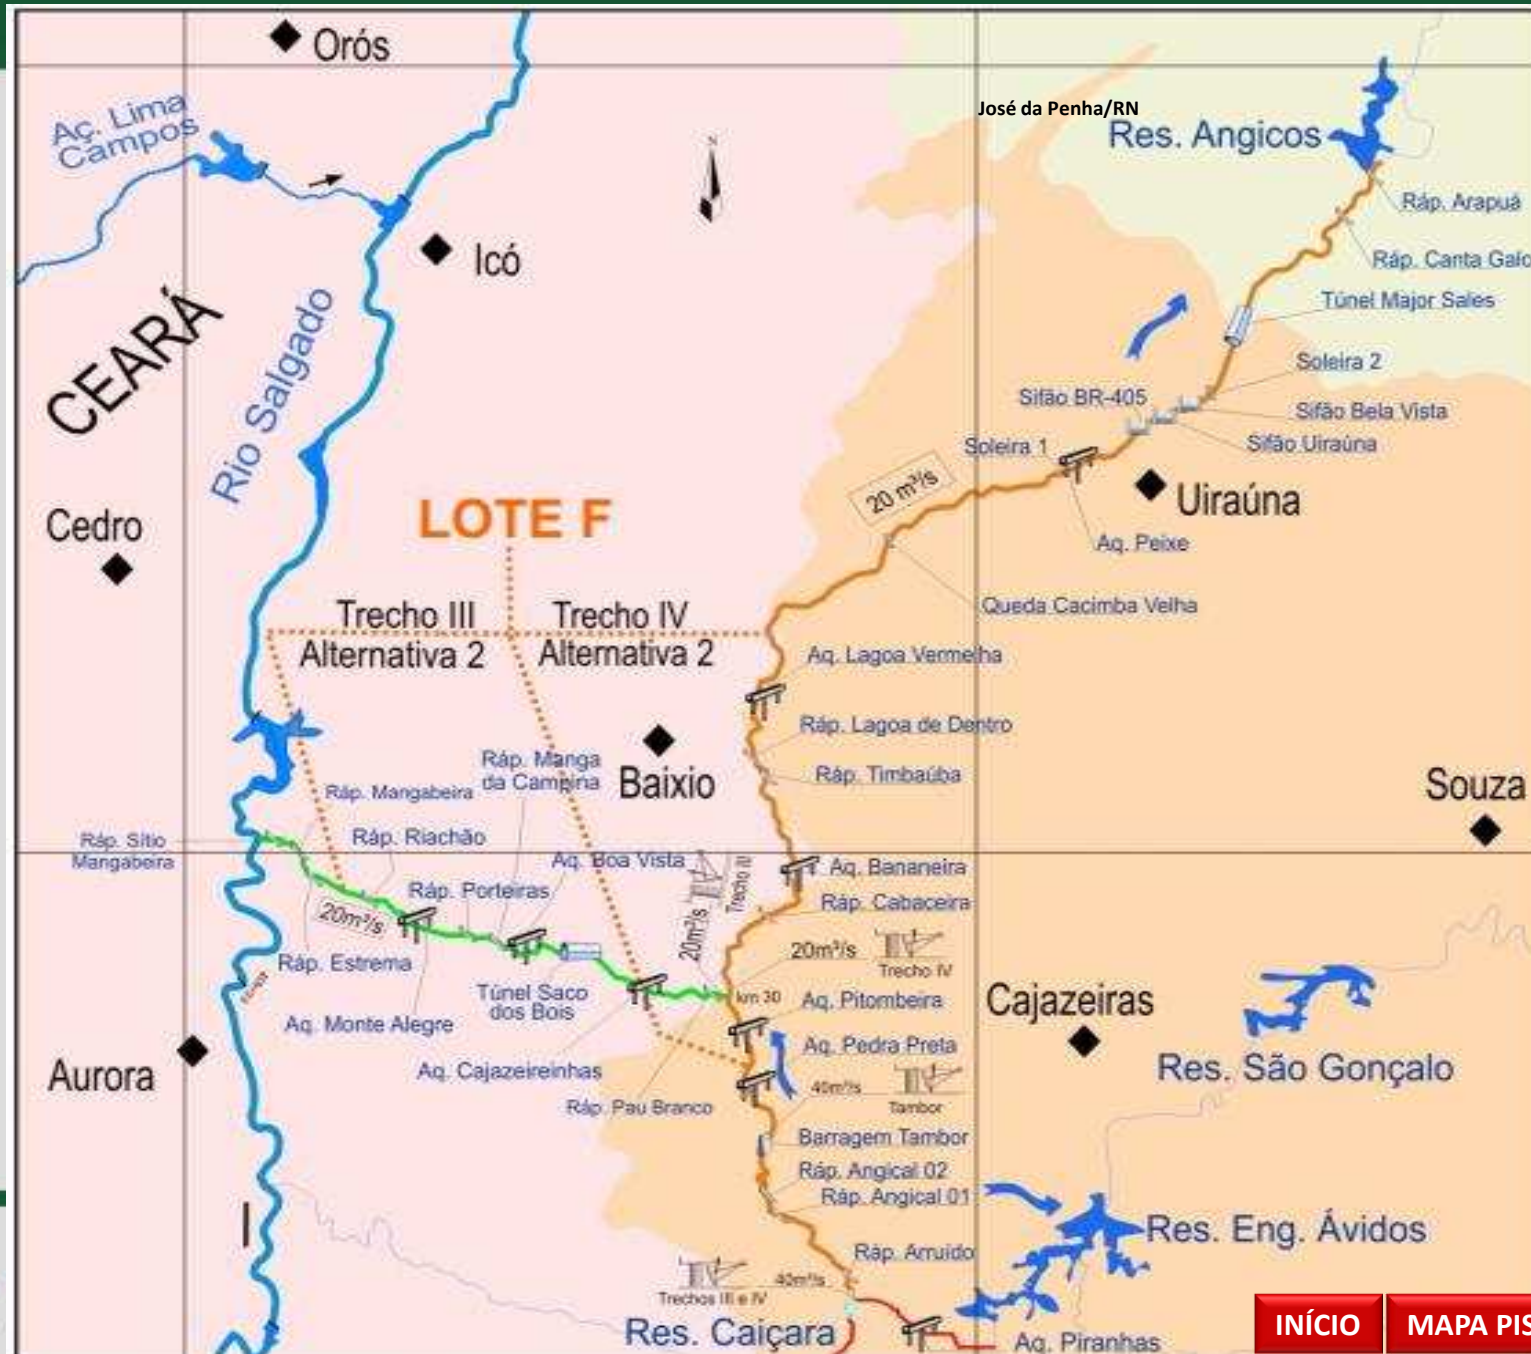 Orós
Aç. Lima
Campos
José da Penha/RN
Res. Angicos
N
Ráp. Arapuá
Icó
Ráp. Canta Galo
Túnel Major Sales
CEARÁ
Rio Salgado
Soleira 2
Sifão BR-405
Sifão Bela Vista
Soleira 1
Sifão Uiraúna
20 m³/s
Uiraúna
LOTE F
Cedro
Aq. Peixe
Queda Cacimba Velha
Trecho III
Alternativa 2
Trecho IV
Alternativa 2
Aq. Lagoa Vermelha
Ráp. Lagoa de Dentro
Ráp. Manga
da Campina
Baixio
Ráp. Timbaúba
Ráp. Mangabeira
Souza
Ráp. Sítio
Mangabeira
Ráp. Riachão
Aq. Boa Vista
Aq. Bananeira
Ráp. Porteiras
Trecho III
20m³/s
Ráp. Cabaceira
20m³/s
20m³/s
Trecho IV
Ráp. Estrema
Túnel Saco
dos Bois
km 30
Aq. Pitombeira
Cajazeiras
Aq. Monte Alegre
Aq. Pedra Preta
Aurora
Aq. Cajazeireinhas
Res. São Gonçalo
40m³/s
Tambor
Ráp. Pau Branco
Barragem Tambor
Ráp. Angical 02
Ráp. Angical 01
Res. Eng. Ávidos
Ráp. Arruído
40m³/s
Trechos III e IV
Res. Caiçara
Aq. Piranhas
INÍCIO
MAPA PIS